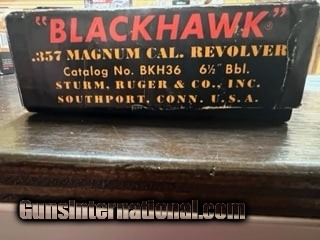 "BLACKHAWK"
.357 MAGNUM CAL. REVOLVER
Catalog No. BKH36 6½" Bbl.
STURM, RUGER & CO., INC.
SOUTHPORT, CONN. U.S.A.
GunsInternational.com